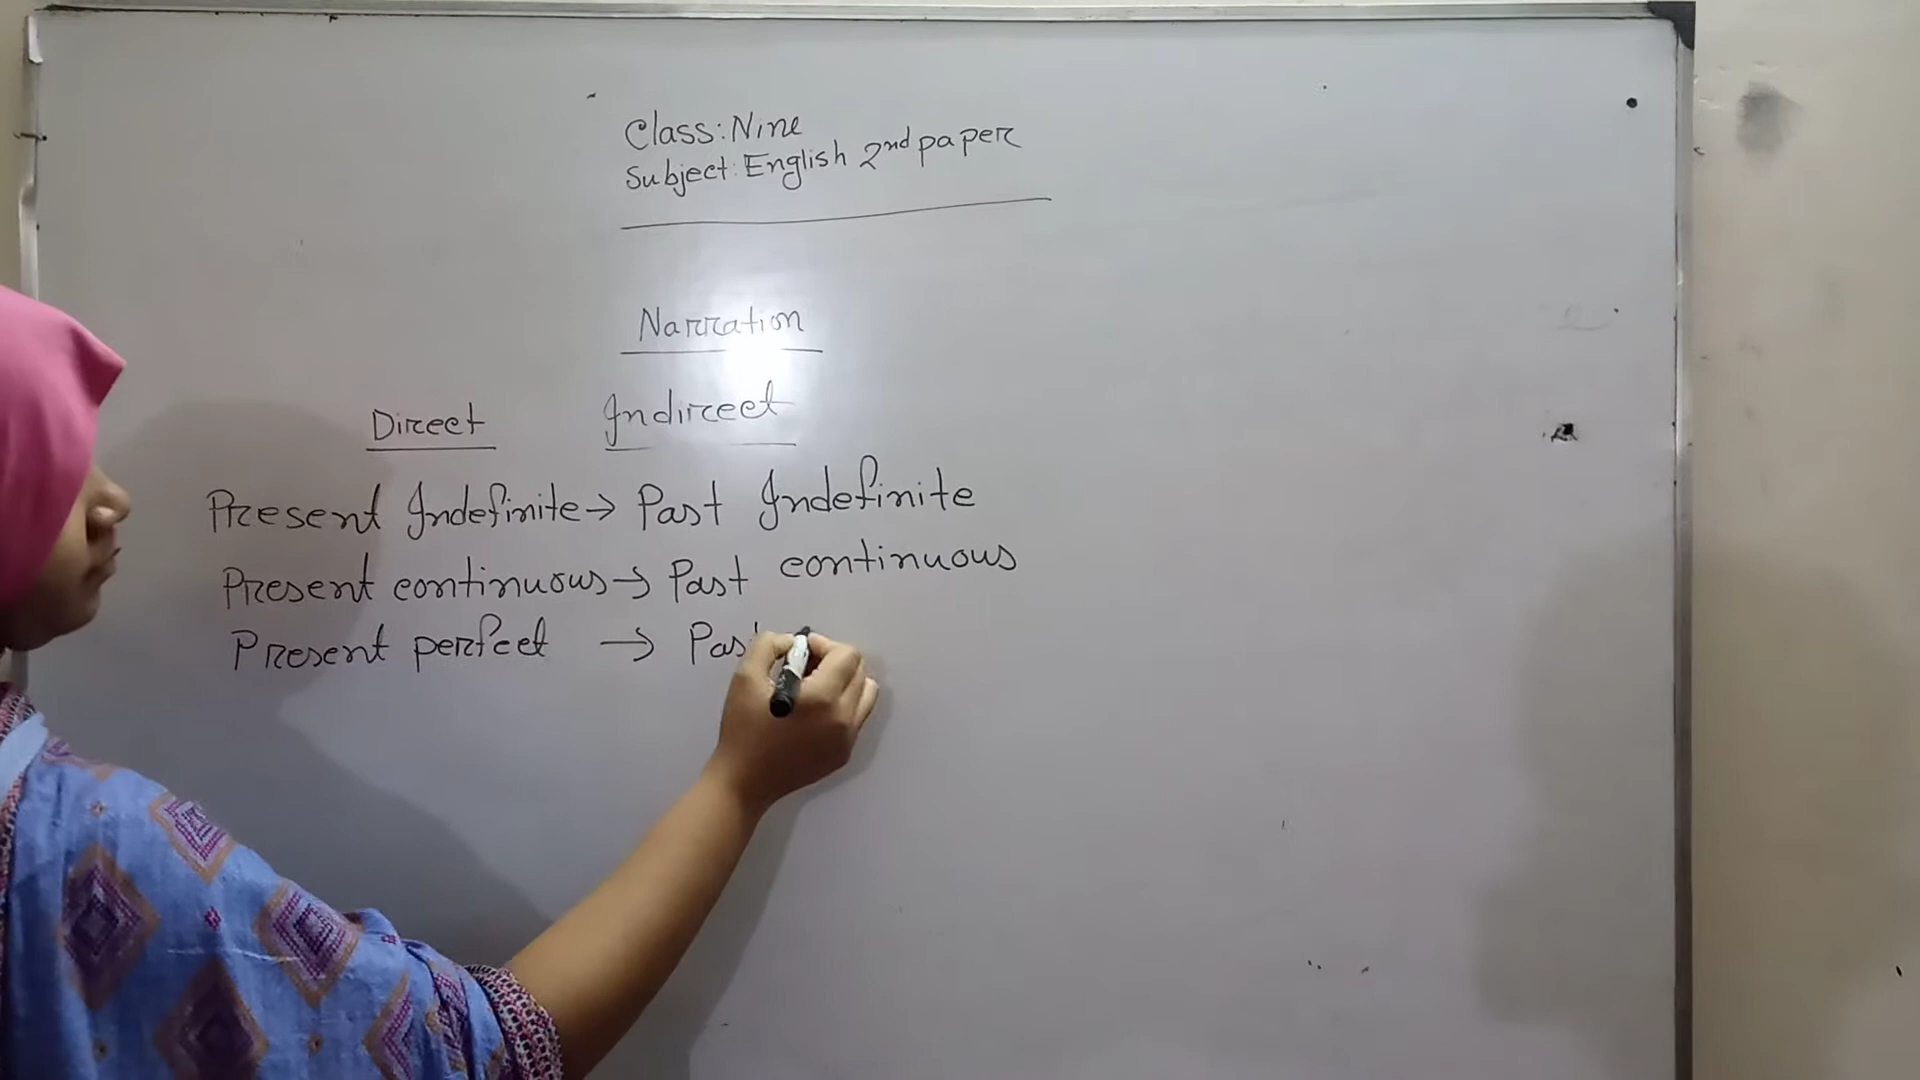 Class: Nine
Subject: English 2nd paper
Narration
Direct Indirect
Present Indefinite → Past Indefinite
Present continuous → Past continuous
Present perfect → Past